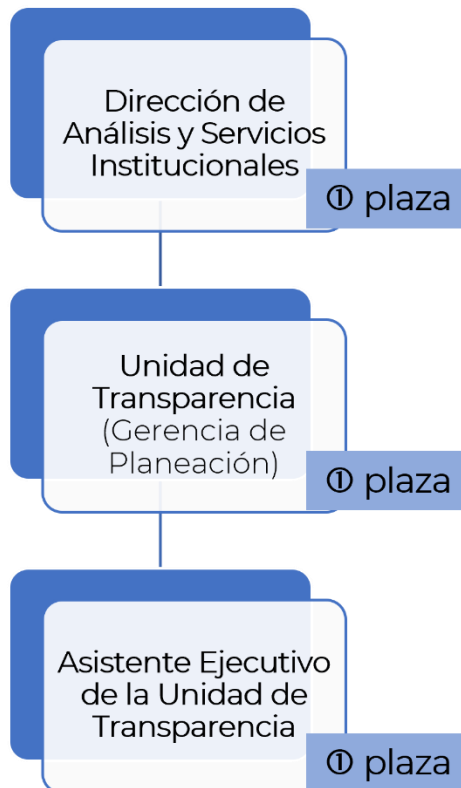 Dirección de
Análisis y Servicios
Institucionales
① plaza
Unidad de
Transparencia
(Gerencia de
Planeación)
① plaza
Asistente Ejecutivo
de la Unidad de
Transparencia
① plaza